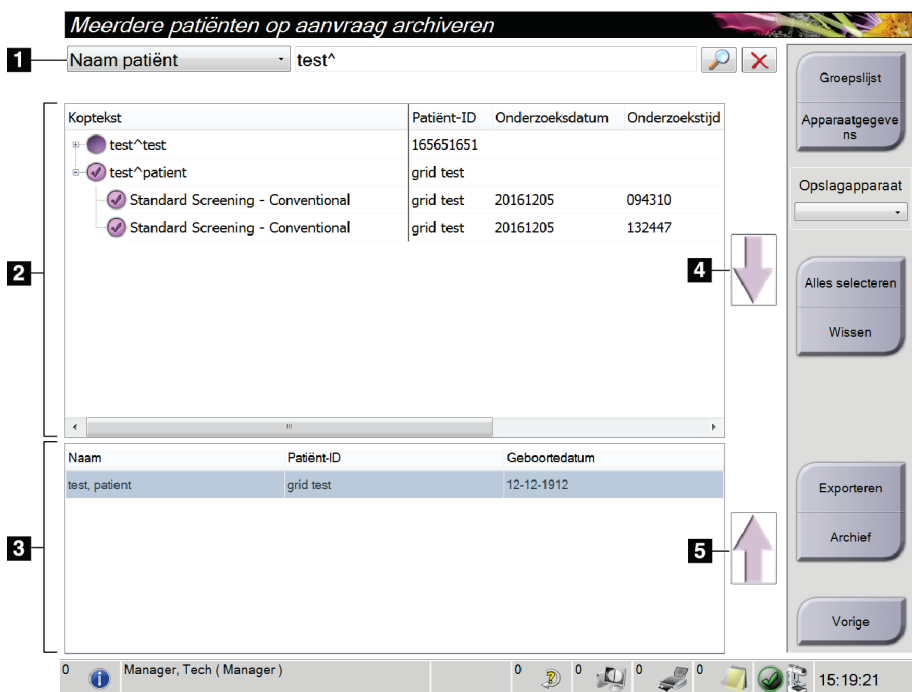 Meerdere patiënten op aanvraag archiveren
1
Naam patiënt
test^
Groepslijst
Apparaatgegeve
ns
Opslagapparaat
Alles selecteren
Wissen
Exporteren
Archief
Vorige
2
Koptekst Patiënt-ID Onderzoeksdatum Onderzoekstijd
test^test 165651651
test^patient grid test
Standard Screening - Conventional grid test 20161205 094310
Standard Screening - Conventional grid test 20161205 132447
4
3
Naam Patiënt-ID Geboortedatum
test, patient grid test 12-12-1912
5
0 Manager, Tech ( Manager ) 0 0 0 0 15:19:21